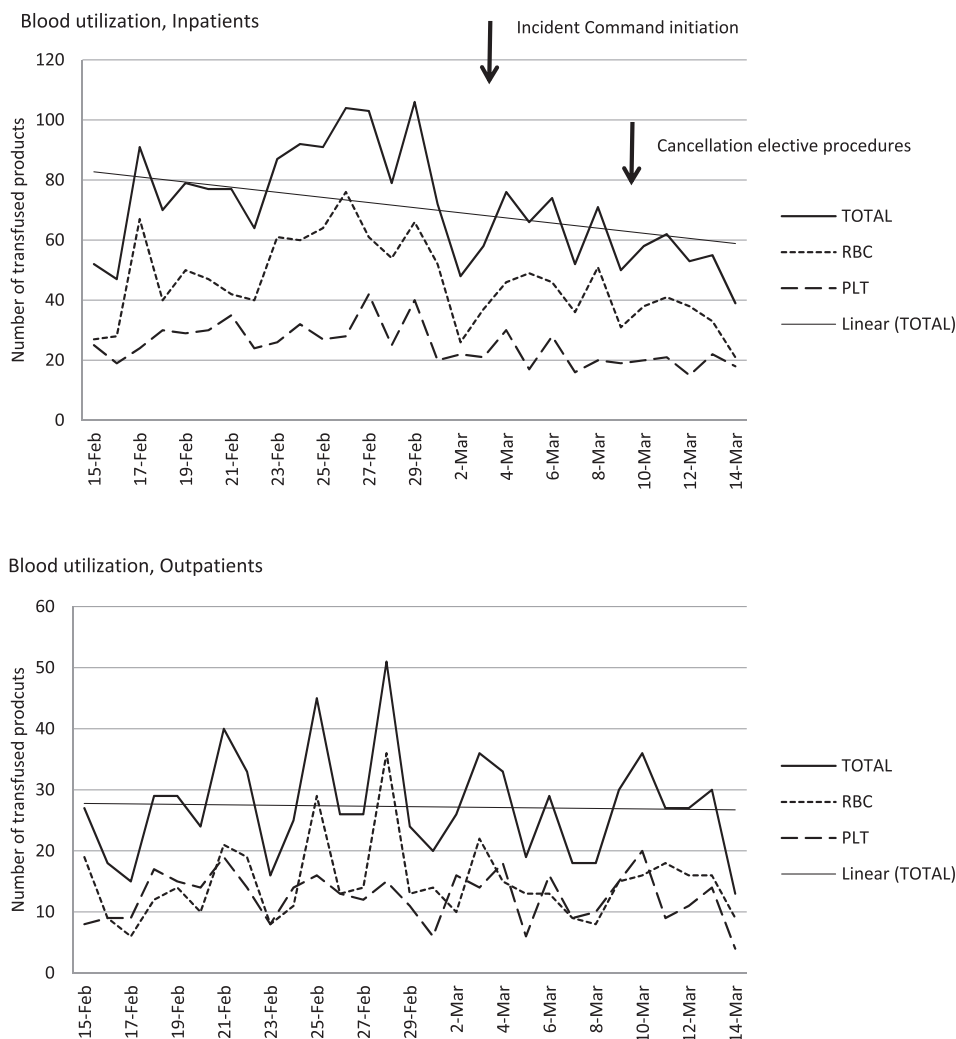 Blood utilization, Inpatients
Incident Command initiation
Cancellation elective procedures
Number of transfused products
120
100
80
60
40
20
0
15-Feb
17-Feb
19-Feb
21-Feb
23-Feb
25-Feb
27-Feb
29-Feb
2-Mar
4-Mar
6-Mar
8-Mar
10-Mar
12-Mar
14-Mar
TOTAL
RBC
PLT
Linear (TOTAL)
Blood utilization, Outpatients
Number of transfused prodcuts
60
50
40
30
20
10
0
15-Feb
17-Feb
19-Feb
21-Feb
23-Feb
25-Feb
27-Feb
29-Feb
2-Mar
4-Mar
6-Mar
8-Mar
10-Mar
12-Mar
14-Mar
TOTAL
RBC
PLT
Linear (TOTAL)